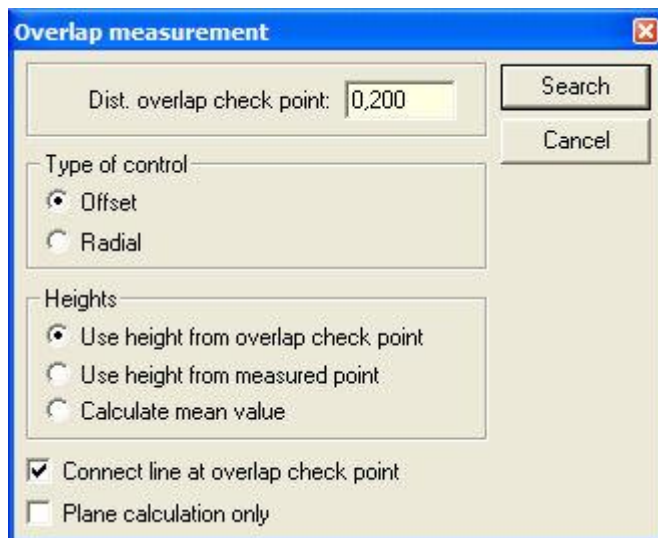 Overlap measurement
Dist. overlap check point: 0,200
Search
Cancel
Type of control
Offset
Radial
Heights
Use height from overlap check point
Use height from measured point
Calculate mean value
Connect line at overlap check point
Plane calculation only